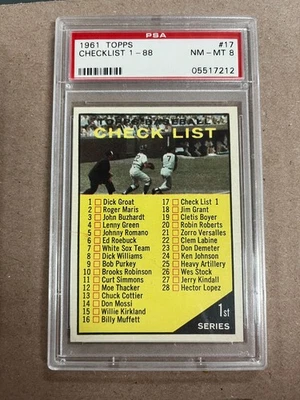 PSA
1961 TOPPS #17
CHECKLIST 1-88 NM-MT 8
05517212
TOPPS BASEBALL
CHECK LIST
1 Dick Groat
2 Roger Maris
3 John Buzhardt
4 Lenny Green
5 Johnny Romano
6 Ed Roebuck
7 White Sox Team
8 Dick Williams
9 Bob Purkey
10 Brooks Robinson
11 Curt Simmons
12 Moe Thacker
13 Chuck Cottier
14 Don Mossi
15 Willie Kirkland
16 Billy Muffett
17 Check List 1
18 Jim Grant
19 Cletis Boyer
20 Robin Roberts
21 Zorro Versalles
22 Clem Labine
23 Don Demeter
24 Ken Johnson
25 Heavy Artillery
26 Wes Stock
27 Jerry Kindall
28 Hector Lopez
1st
SERIES